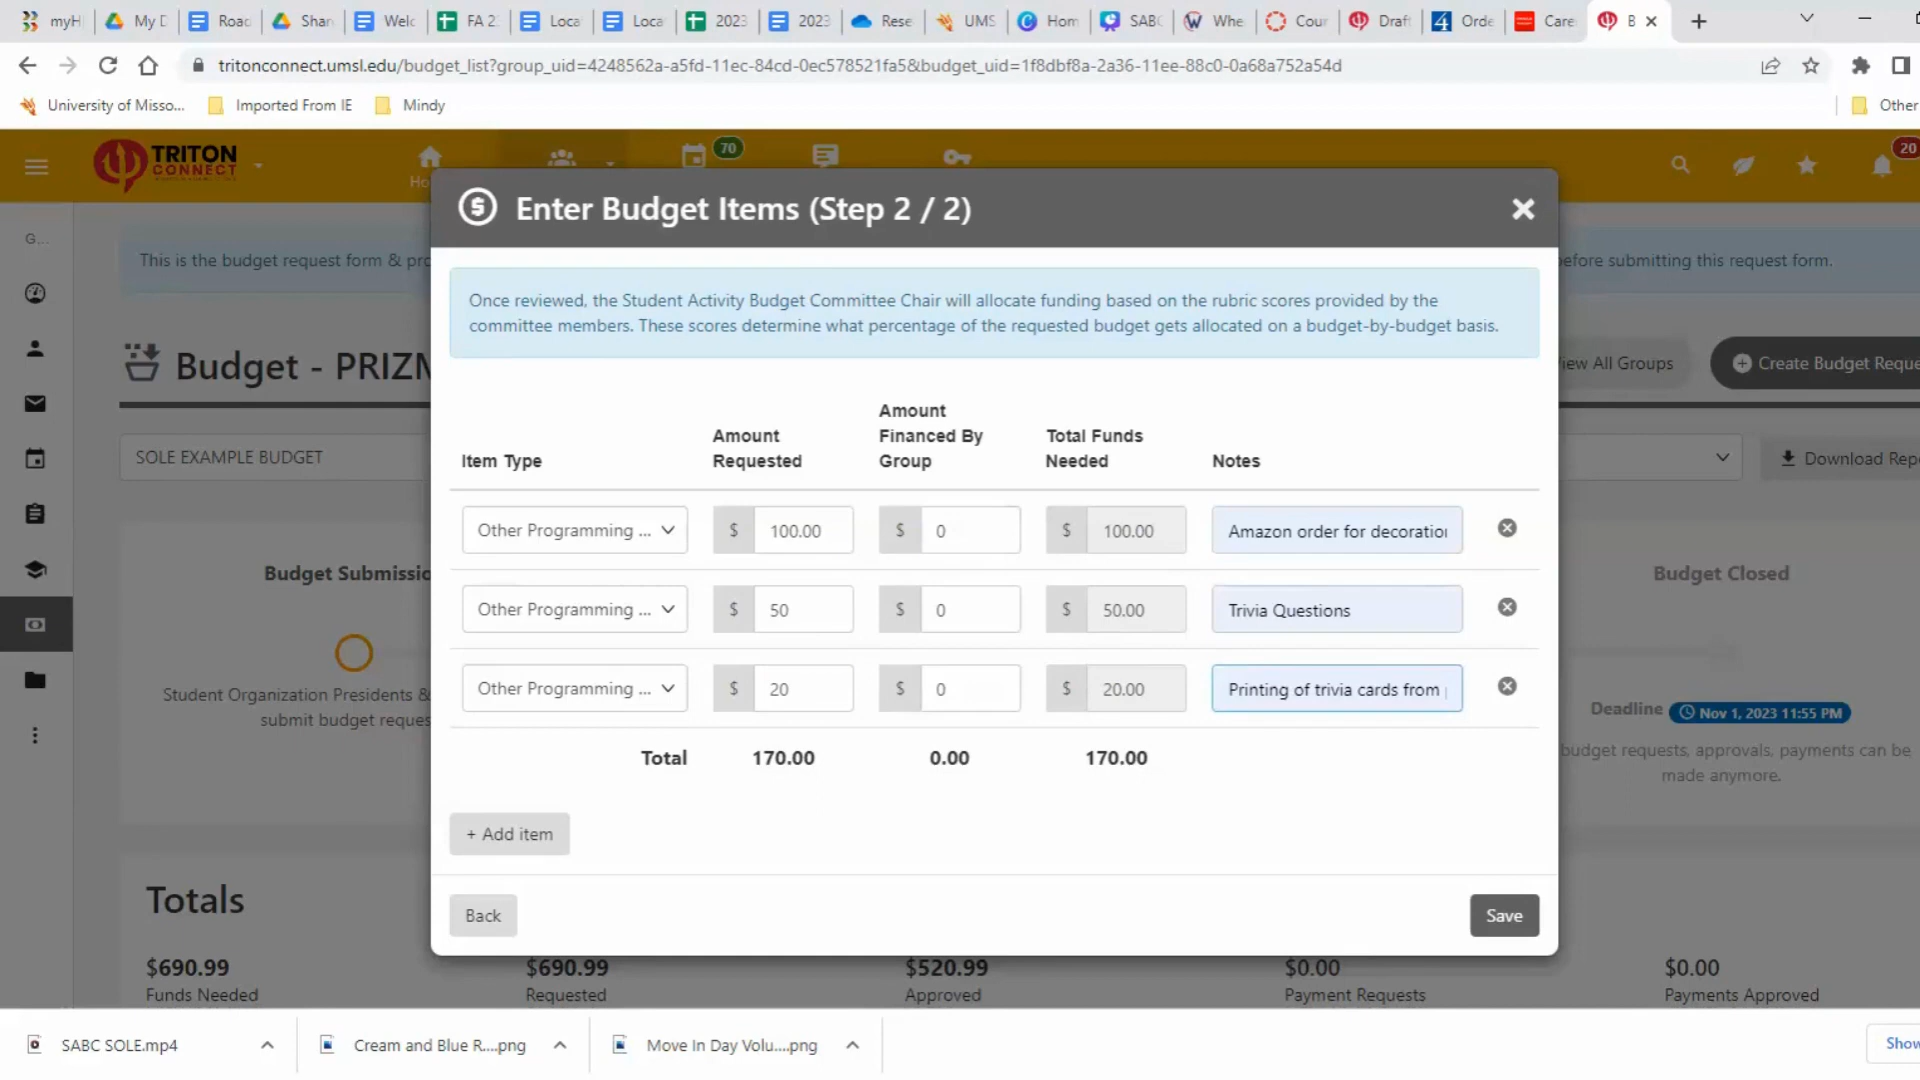 myH
My D
Road
Shar
Welc
FA 2
Loca
Loca
2023
2023
Rese
UMS
Hom
SABC
Whe
Cour
Draf
Orde
Care
B
tritonconnect.umsl.edu/budget_list?group_uid=4248562a-a5fd-11ec-84cd-0ec578521fa5&budget_uid=1f8dbf8a-2a36-11ee-88c0-0a68a752a54d
University of Misso...
Imported From IE
Mindy
Other
TRITON
CONNECT
Ho
70
20
G...
Enter Budget Items (Step 2 / 2)
This is the budget request form & pro
efore submitting this request form.
Once reviewed, the Student Activity Budget Committee Chair will allocate funding based on the rubric scores provided by the
committee members. These scores determine what percentage of the requested budget gets allocated on a budget-by-budget basis.
Budget - PRIZM
iew All Groups
Create Budget Reque
SOLE EXAMPLE BUDGET
Download Repo
Item Type
Amount
Requested
Amount
Financed By
Group
Total Funds
Needed
Notes
Other Programming ... $ 100.00 $ 0 $ 100.00 Amazon order for decoration
Other Programming ... $ 50 $ 0 $ 50.00 Trivia Questions
Other Programming ... $ 20 $ 0 $ 20.00 Printing of trivia cards from
Total 170.00 0.00 170.00
Budget Submissio
Student Organization Presidents &
submit budget reques
Budget Closed
Deadline Nov 1, 2023 11:55 PM
budget requests, approvals, payments can be
made anymore.
+ Add item
Back
Save
Totals
$690.99
Funds Needed
$690.99
Requested
$520.99
Approved
$0.00
Payment Requests
$0.00
Payments Approved
SABC SOLE.mp4
Cream and Blue R....png
Move In Day Volu....png
Show